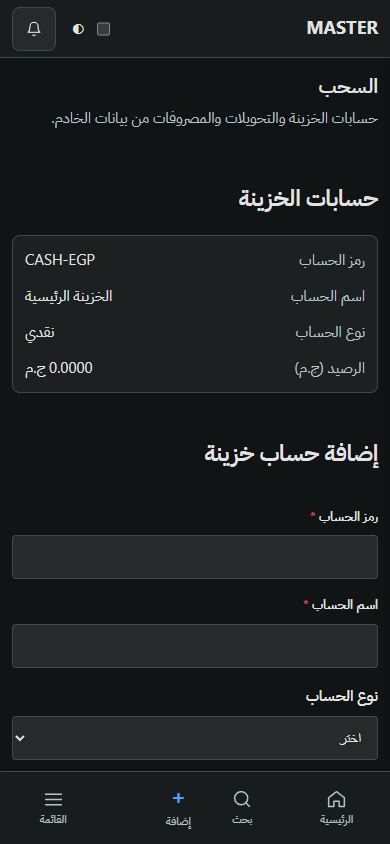 MASTER
السحب
حسابات الخزينة والتحويلات والمصروفات من بيانات الخادم.
حسابات الخزينة
رمز الحساب CASH-EGP
اسم الحساب الخزينة الرئيسية
نوع الحساب نقدي
الرصيد (ج.م) 0.0000 ج.م
إضافة حساب خزينة
رمز الحساب *
اسم الحساب *
نوع الحساب
اختر
الرئيسية بحث إضافة القائمة